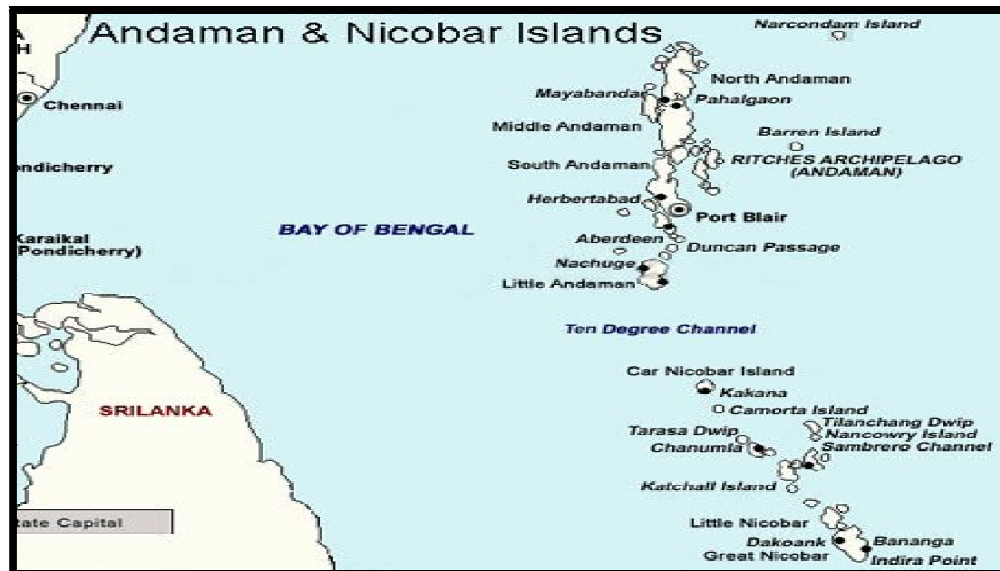 Andaman & Nicobar Islands
Narcondam Island
H
Chennai
North Andaman
Mayabandar
Pahalgaon
Middle Andaman
Barren Island
ndicherry
South Andaman
RITCHES ARCHIPELAGO
(ANDAMAN)
Herbertabad
Port Blair
BAY OF BENGAL
Karaikal
Pondicherry)
Aberdeen
Duncan Passage
Nachuge
Little Andaman
Ten Degree Channel
Car Nicobar Island
Kakana
SRILANKA
Camorta Island
Tilanchang Dwip
Tarasa Dwip
Nancowry Island
Chanumla
Sambrero Channel
Katchall Island
tate Capital
Little Nicobar
Dakoank
Bananga
Great Nicobar
Indira Point